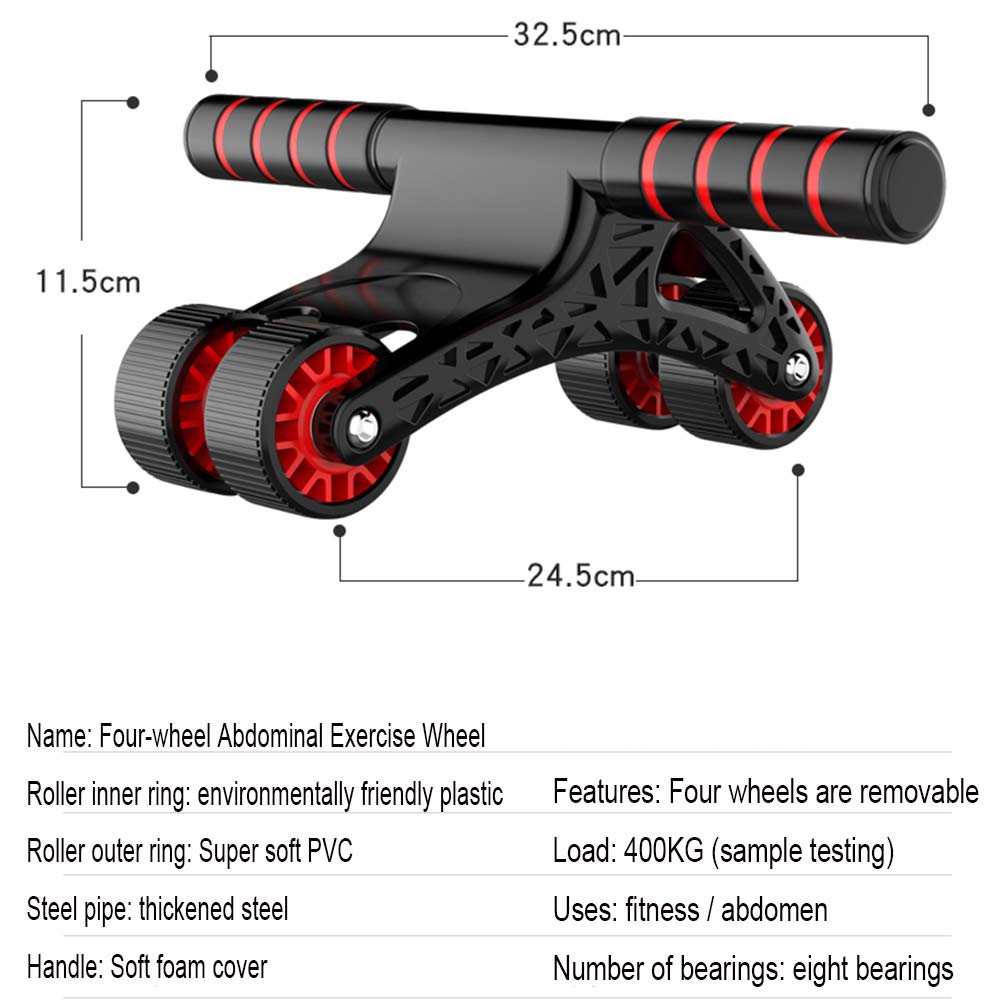 32.5cm
11.5cm
24.5cm
Name: Four-wheel Abdominal Exercise Wheel
Roller inner ring: environmentally friendly plastic
Features: Four wheels are removable
Roller outer ring: Super soft PVC
Load: 400KG (sample testing)
Steel pipe: thickened steel
Uses: fitness / abdomen
Handle: Soft foam cover
Number of bearings: eight bearings